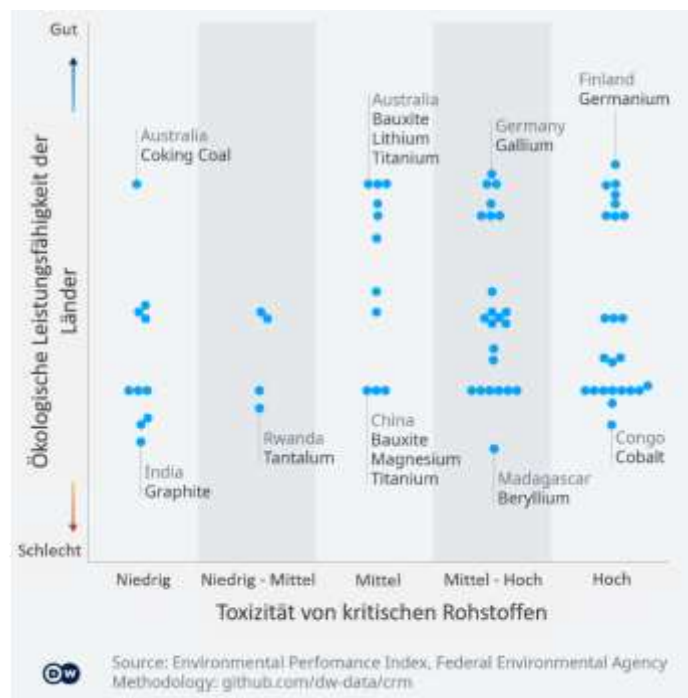 Gut
Ökologische Leistungsfähigkeit der
Länder
Schlecht
Australia
Coking Coal
India
Graphite
Rwanda
Tantalum
Australia
Bauxite
Lithium
Titanium
China
Bauxite
Magnesium
Titanium
Germany
Gallium
Madagascar
Beryllium
Finland
Germanium
Congo
Cobalt
Niedrig
Niedrig - Mittel
Mittel
Mittel - Hoch
Hoch
Toxizität von kritischen Rohstoffen
DW
Source: Environmental Perfomance Index, Federal Environmental Agency
Methodology: github.com/dw-data/crm